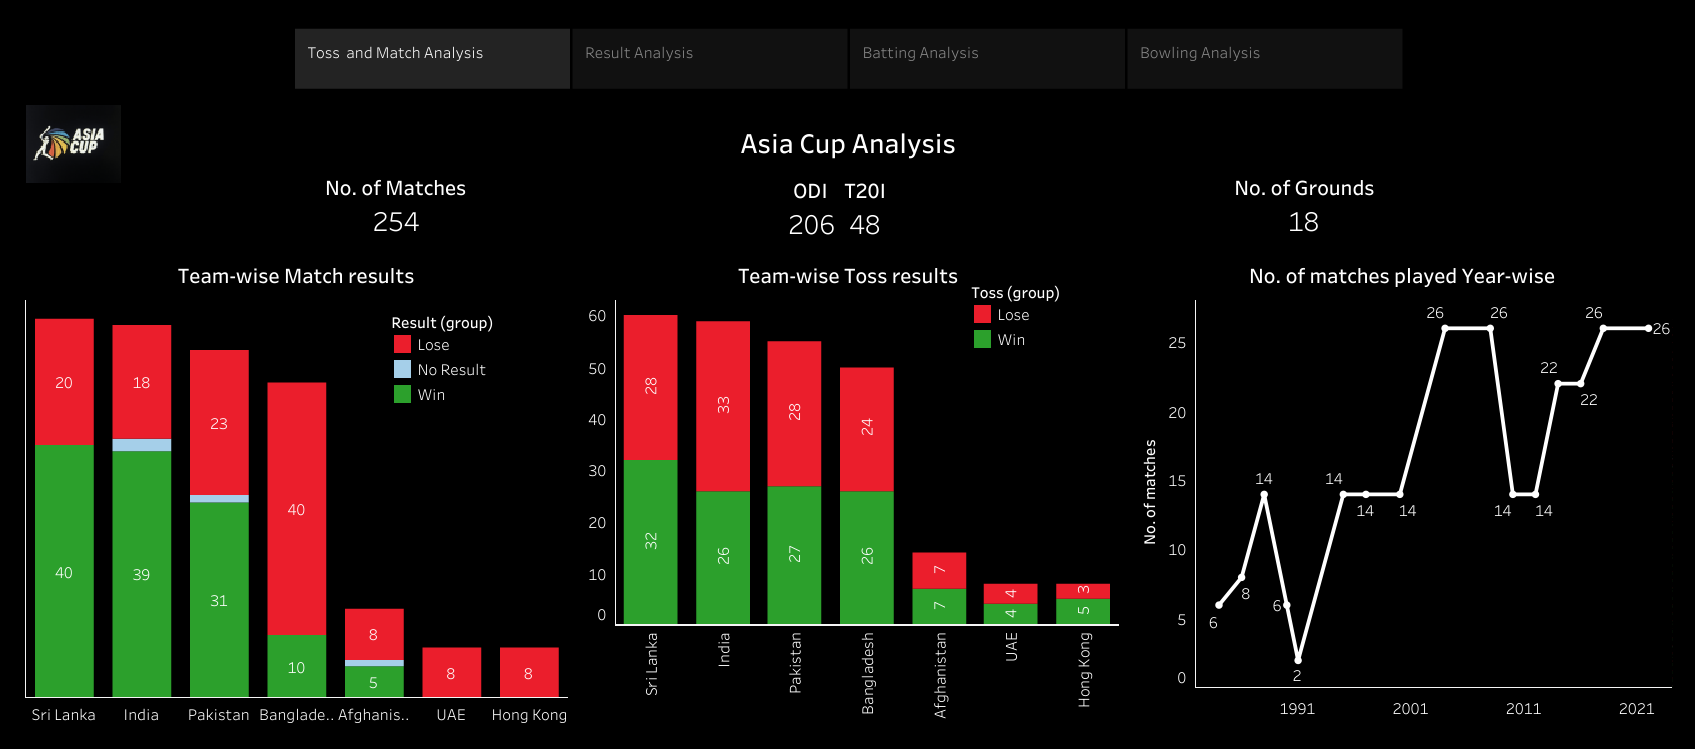 Toss and Match Analysis
Result Analysis
Batting Analysis
Bowling Analysis
ASIA
CUP
Asia Cup Analysis
No. of Matches
254
ODI T20I
206 48
No. of Grounds
18
Team-wise Match results
Result (group)
Lose
No Result
Win
20
18
23
40
8
8
8
40
39
31
10
5
Sri Lanka
India
Pakistan
Banglade..
Afghanis..
UAE
Hong Kong
Team-wise Toss results
Toss (group)
Lose
Win
60
50
40
30
20
10
0
28
33
28
24
7
4
3
32
26
27
26
7
4
5
Sri Lanka
India
Pakistan
Bangladesh
Afghanistan
UAE
Hong Kong
No. of matches played Year-wise
No. of matches
25
20
15
10
5
0
6
8
14
6
2
14
14
14
26
26
14
14
22
22
26
26
1991
2001
2011
2021